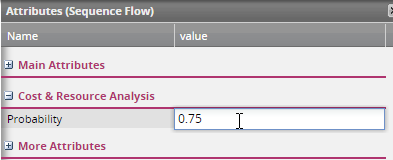 Attributes (Sequence Flow)
Name value
Main Attributes
Cost & Resource Analysis
Probability 0.75
More Attributes